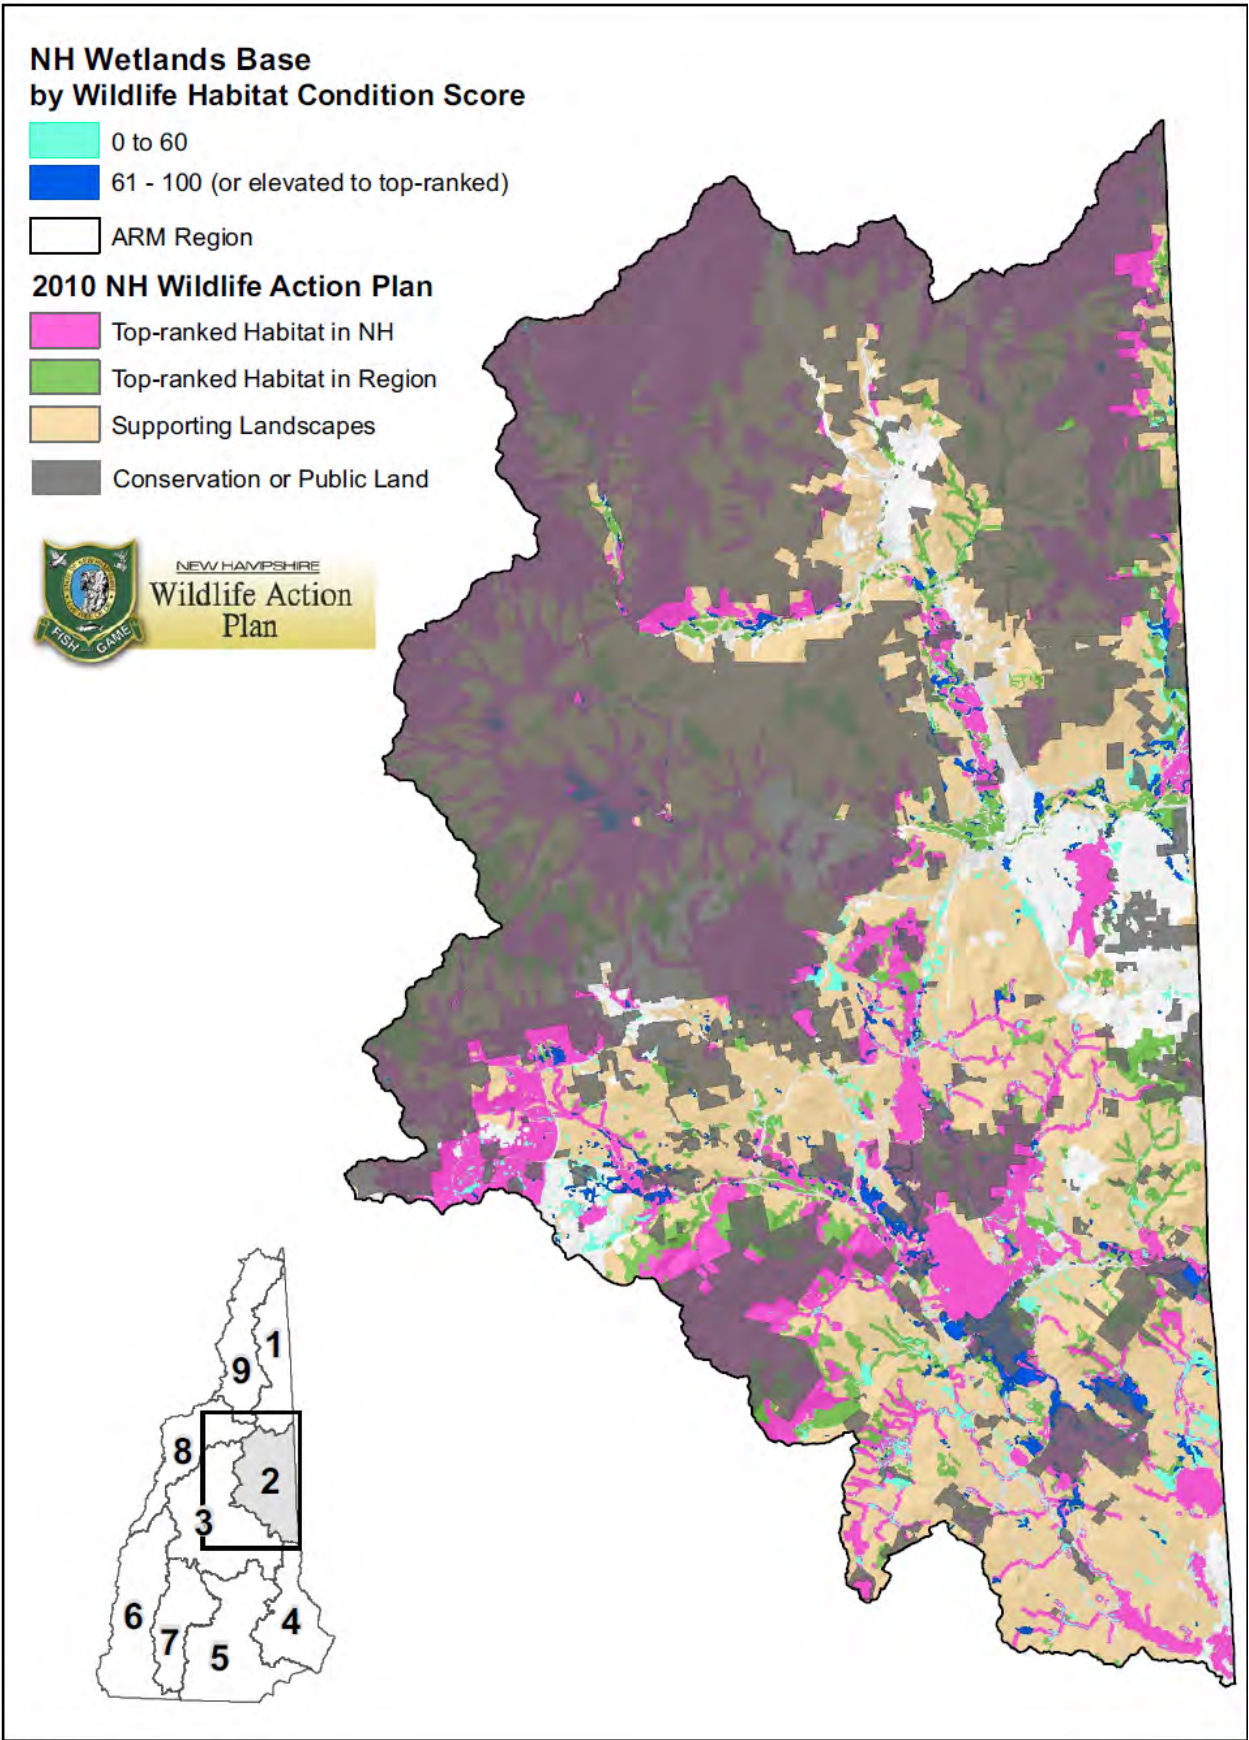 NH Wetlands Base
by Wildlife Habitat Condition Score
0 to 60
61 - 100 (or elevated to top-ranked)
ARM Region
2010 NH Wildlife Action Plan
Top-ranked Habitat in NH
Top-ranked Habitat in Region
Supporting Landscapes
Conservation or Public Land
NEW HAMPSHIRE
Wildlife Action
Plan
FISH AND GAME
1
9
8
2
3
6
7
5
4